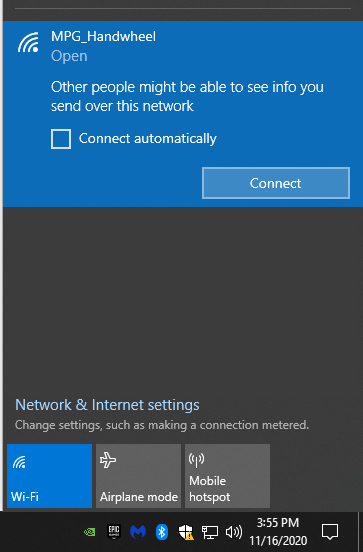 MPG_Handwheel
Open
Other people might be able to see info you
send over this network
Connect automatically
Connect
Network & Internet settings
Change settings, such as making a connection metered.
Wi-Fi
Airplane mode
Mobile
hotspot
EPIC
3:55 PM
11/16/2020